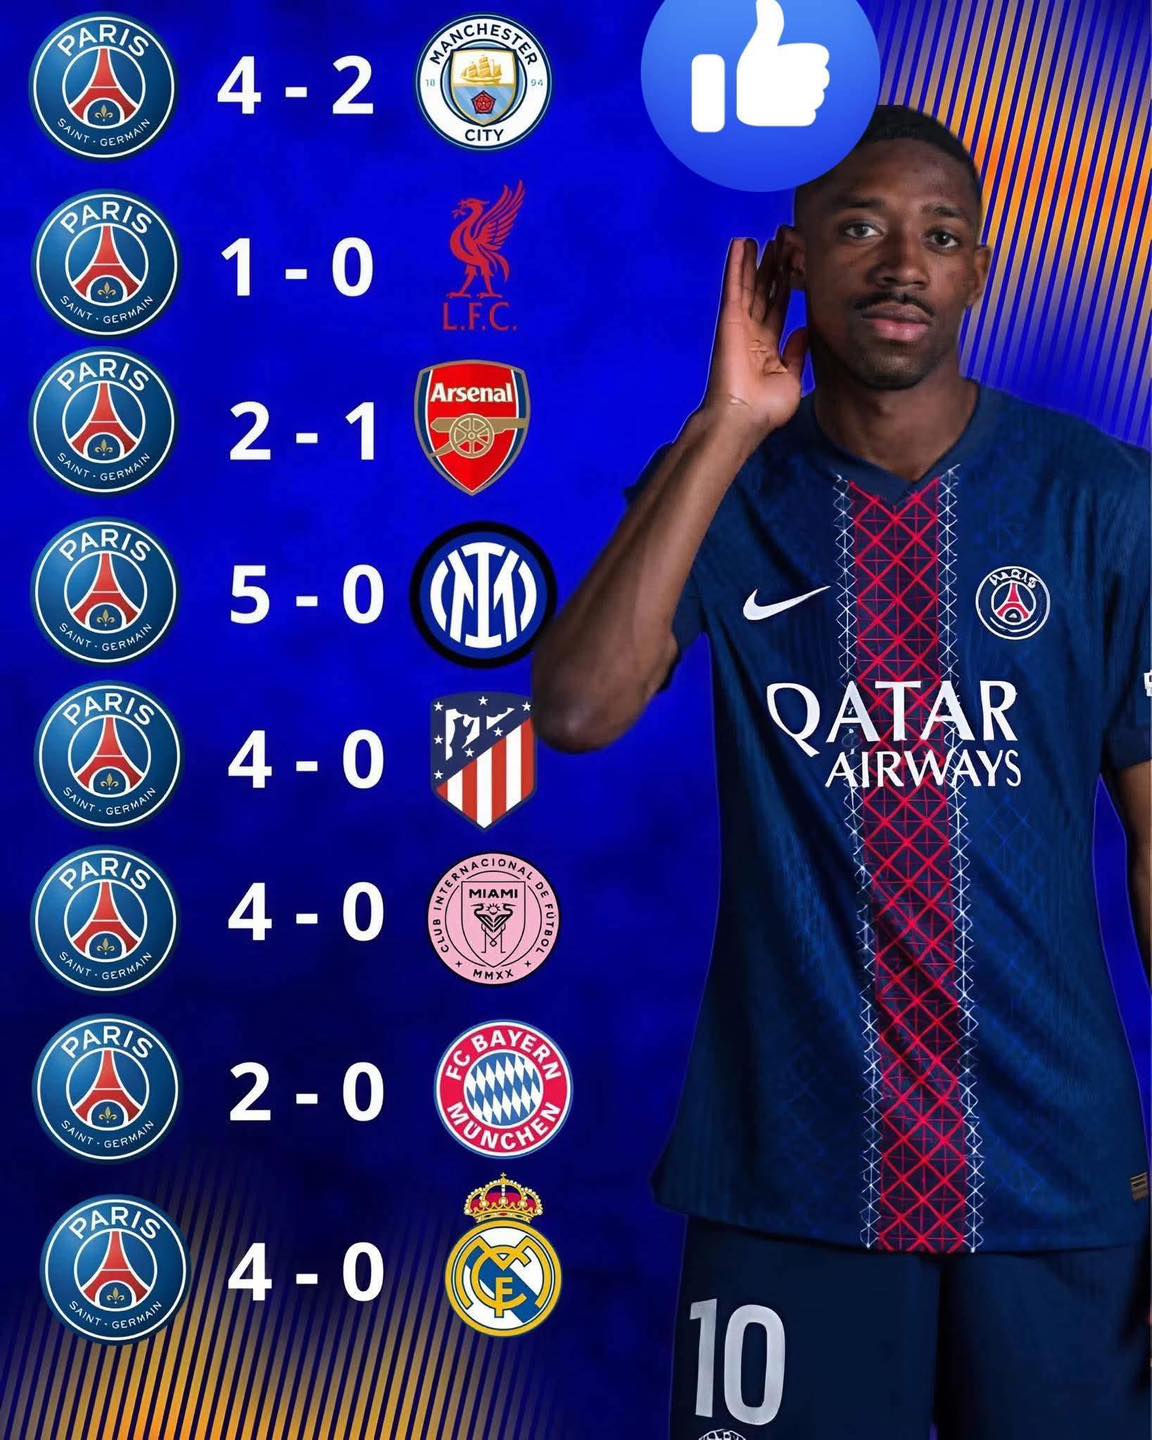 PARIS
SAINT - GERMAIN
4 - 2
MANCHESTER
18 94
CITY
PARIS
SAINT - GERMAIN
1 - 0
L.F.C.
PARIS
SAINT - GERMAIN
2 - 1
Arsenal
PARIS
SAINT - GERMAIN
5 - 0
PARIS
SAINT - GERMAIN
4 - 0
PARIS
SAINT - GERMAIN
4 - 0
CLUB INTERNACIONAL DE FÚTBOL
MIAMI
MMXX
PARIS
SAINT - GERMAIN
2 - 0
FC BAYERN
MÜNCHEN
PARIS
SAINT - GERMAIN
4 - 0
PARIS
QATAR
AIRWAYS
10